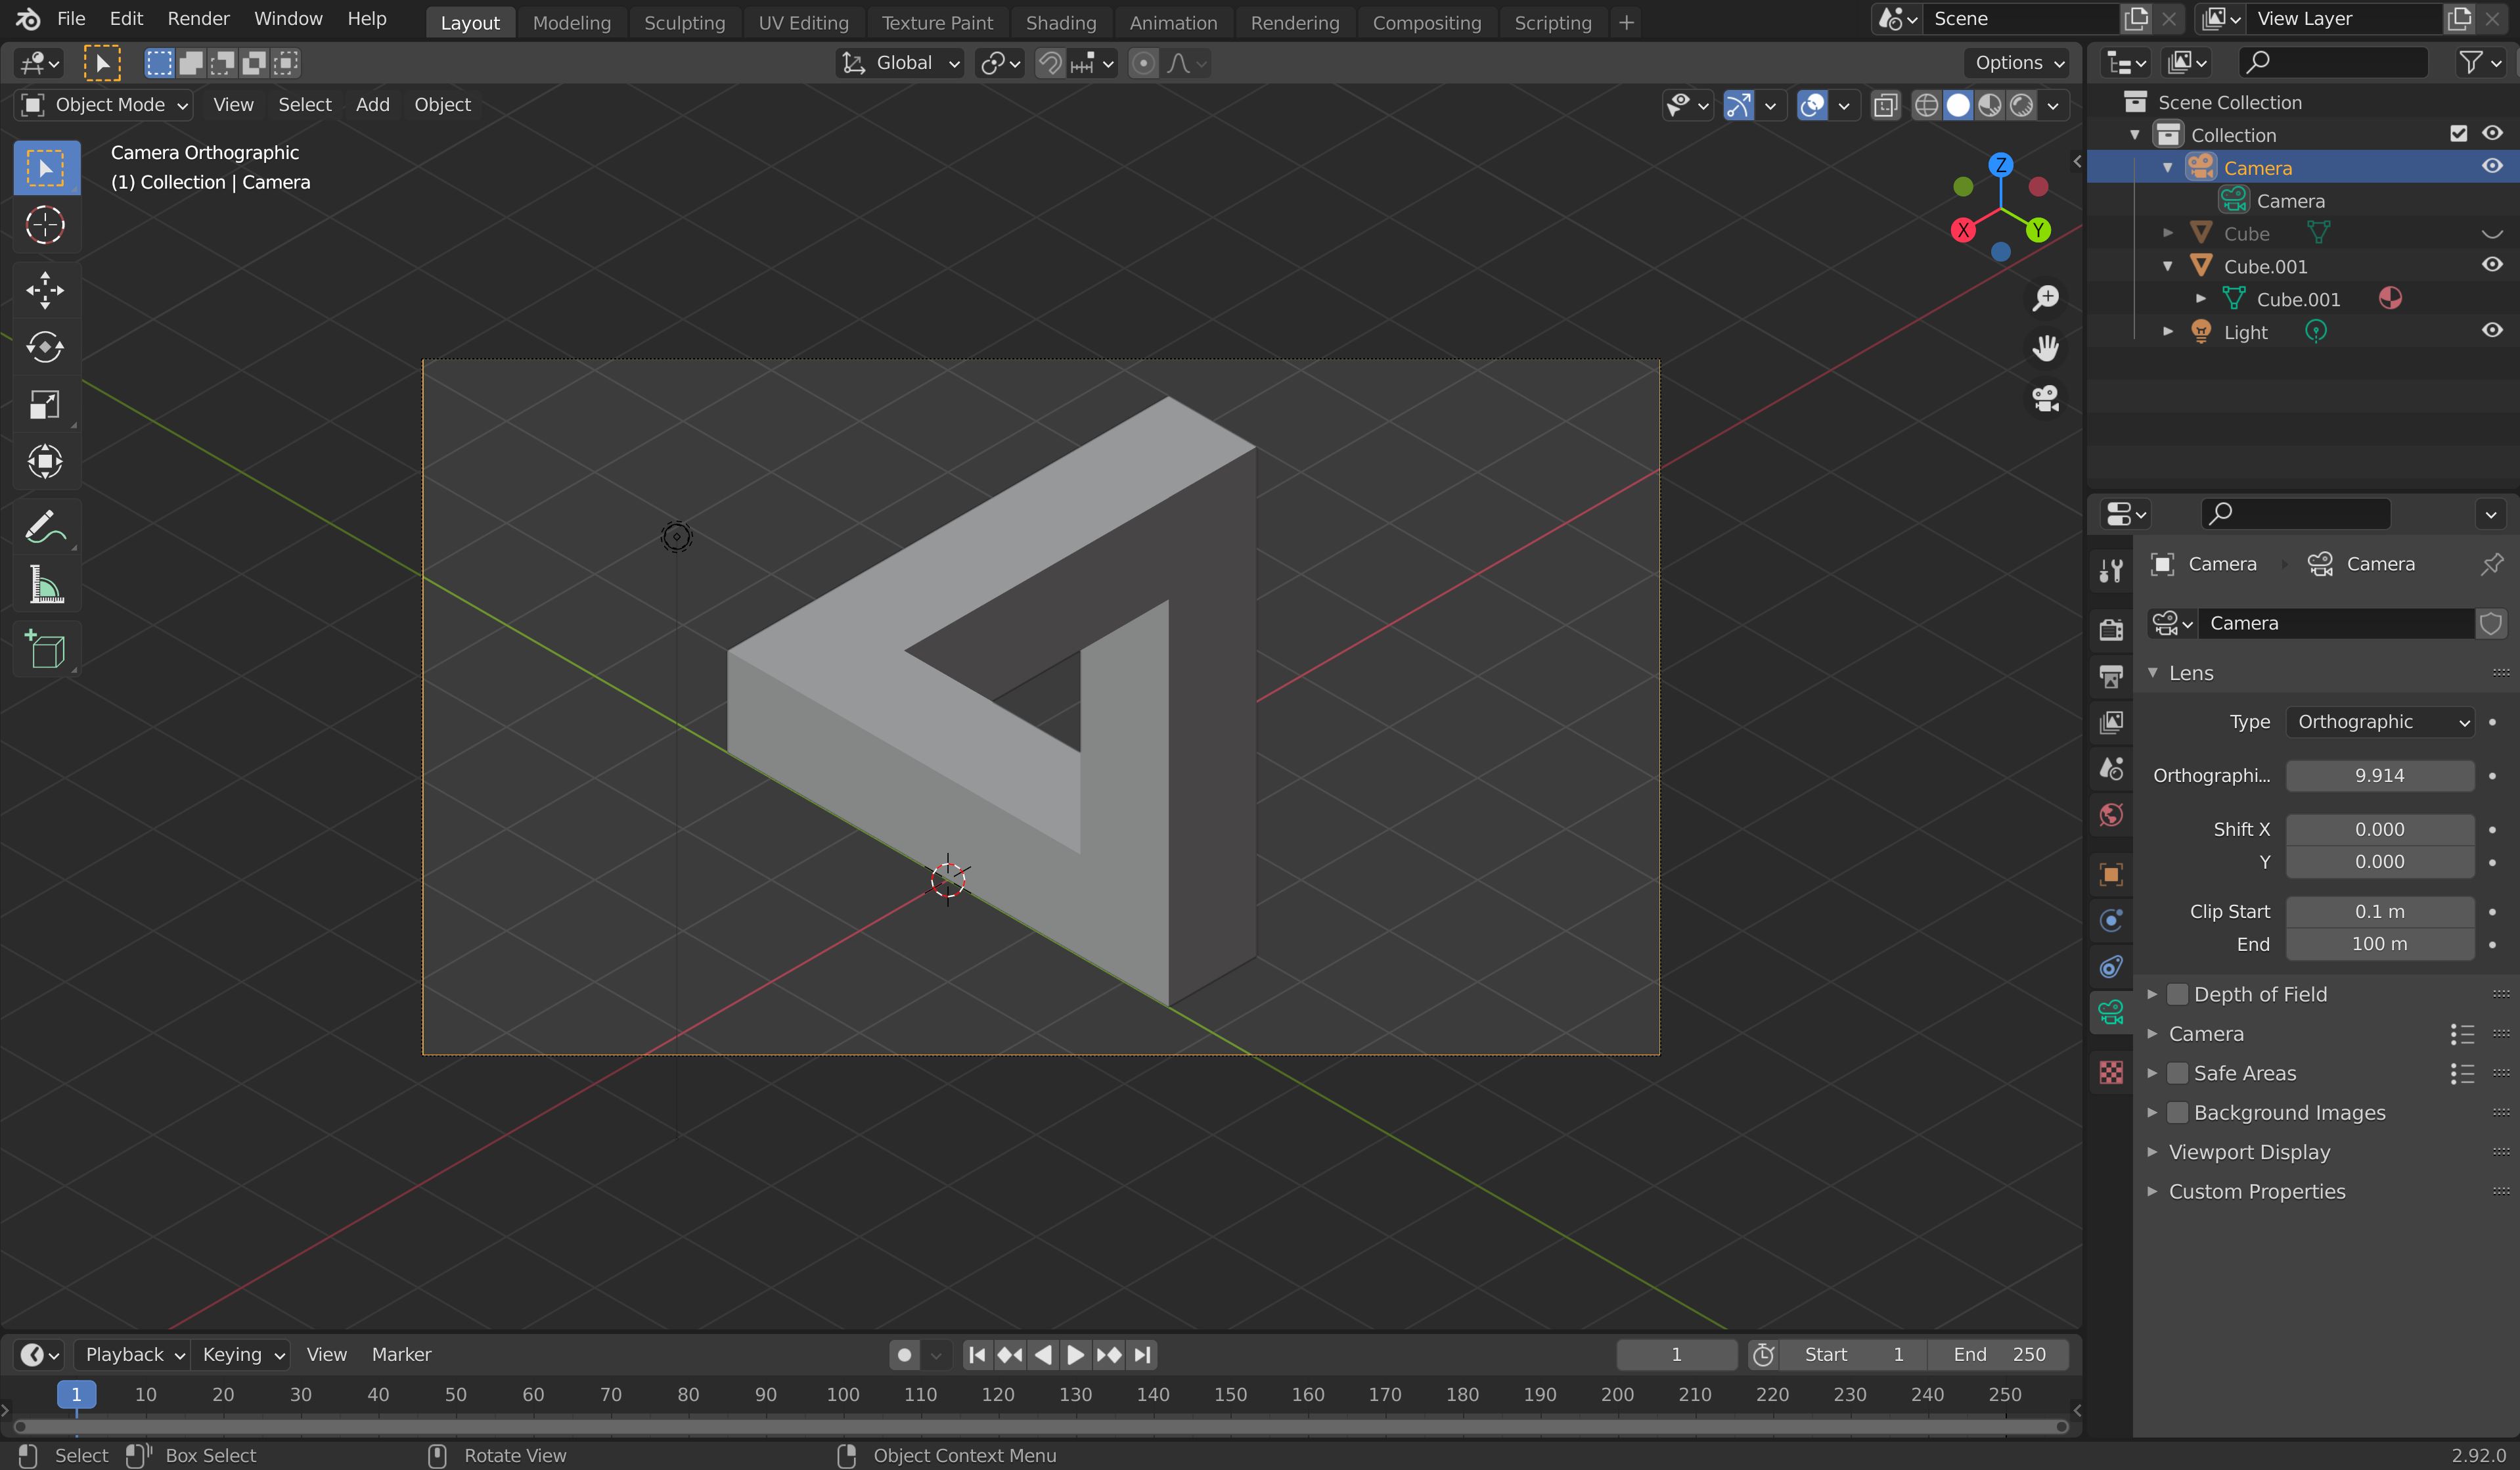 File Edit Render Window Help Layout Modeling Sculpting UV Editing Texture Paint Shading Animation Rendering Compositing Scripting + Scene View Layer
Global Options
Object Mode View Select Add Object
Camera Orthographic
(1) Collection | Camera
Z
X Y
Scene Collection
Collection
Camera
Camera
Cube
Cube.001
Cube.001
Light
Camera Camera
Camera
Lens
Type Orthographic
Orthographi... 9.914
Shift X 0.000
Y 0.000
Clip Start 0.1 m
End 100 m
Depth of Field
Camera
Safe Areas
Background Images
Viewport Display
Custom Properties
Playback Keying View Marker 1 Start 1 End 250
1 10 20 30 40 50 60 70 80 90 100 110 120 130 140 150 160 170 180 190 200 210 220 230 240 250
Select Box Select Rotate View Object Context Menu 2.92.0